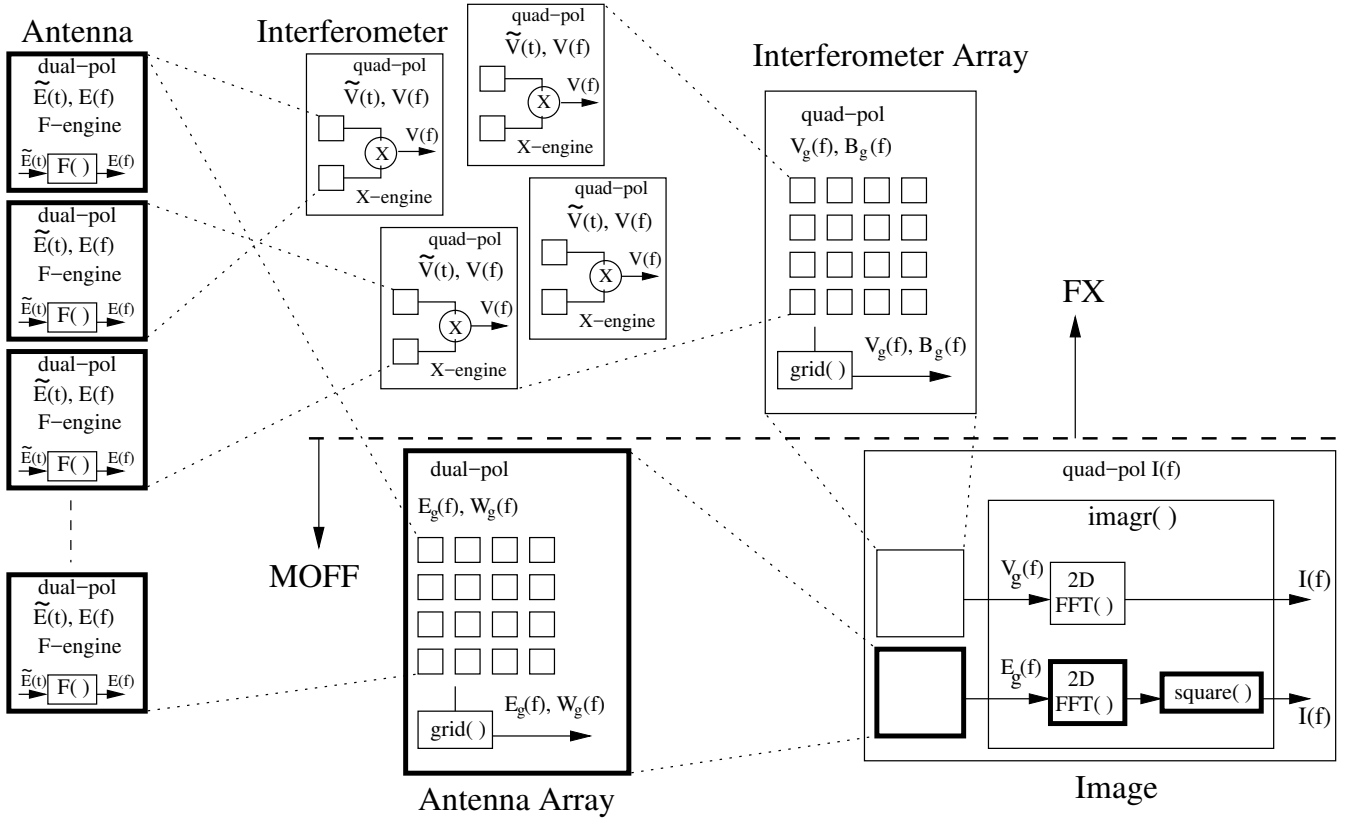 Antenna
dual−pol
Ẽ(t), E(f)
F−engine
Ẽ(t) F( ) E(f)
dual−pol
Ẽ(t), E(f)
F−engine
Ẽ(t) F( ) E(f)
dual−pol
Ẽ(t), E(f)
F−engine
Ẽ(t) F( ) E(f)
dual−pol
Ẽ(t), E(f)
F−engine
Ẽ(t) F( ) E(f)
Interferometer
quad−pol
Ṽ(t), V(f)
X
V(f)
X−engine
quad−pol
Ṽ(t), V(f)
X
V(f)
X−engine
quad−pol
Ṽ(t), V(f)
X
V(f)
X−engine
quad−pol
Ṽ(t), V(f)
X
V(f)
X−engine
Interferometer Array
quad−pol
V_g(f), B_g(f)
V_g(f), B_g(f)
grid( )
FX
MOFF
dual−pol
E_g(f), W_g(f)
E_g(f), W_g(f)
grid( )
Antenna Array
quad−pol I(f)
imagr( )
V_g(f)
2D
FFT( )
I(f)
E_g(f)
2D
FFT( )
square( )
I(f)
Image